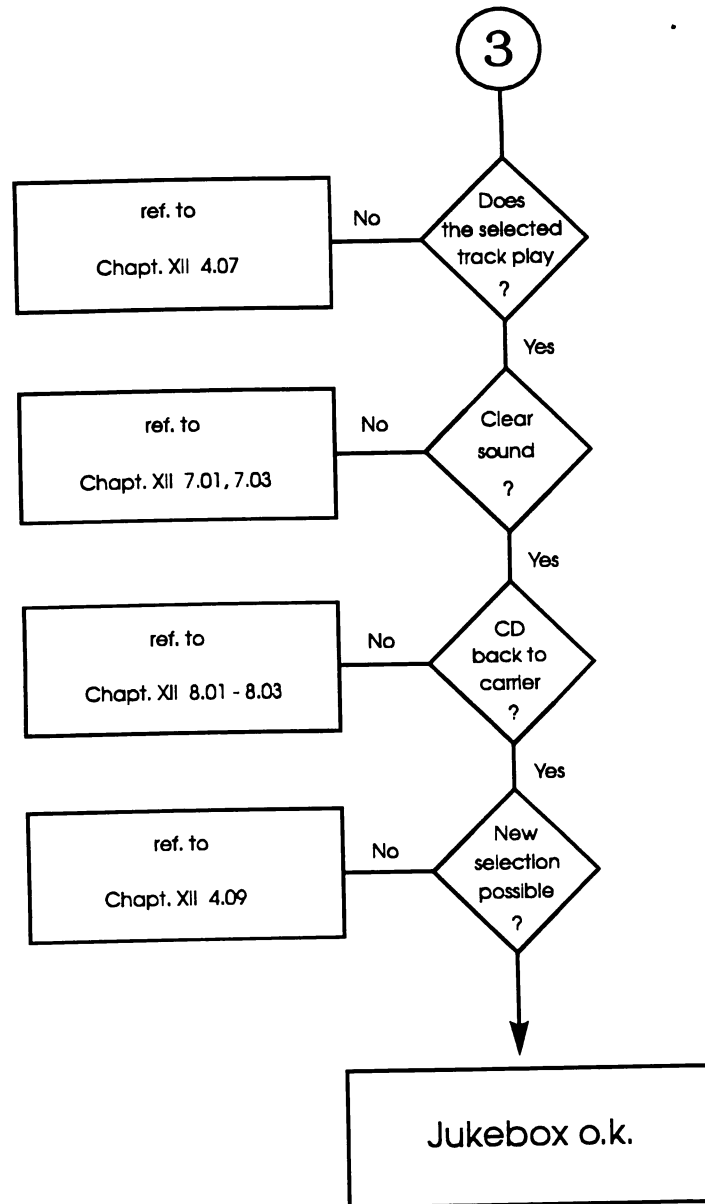 3
Does
the selected
track play
?
No
ref. to
Chapt. XII 4.07
Yes
Clear
sound
?
No
ref. to
Chapt. XII 7.01, 7.03
Yes
CD
back to
carrier
?
No
ref. to
Chapt. XII 8.01 - 8.03
Yes
New
selection
possible
?
No
ref. to
Chapt. XII 4.09
Jukebox o.k.